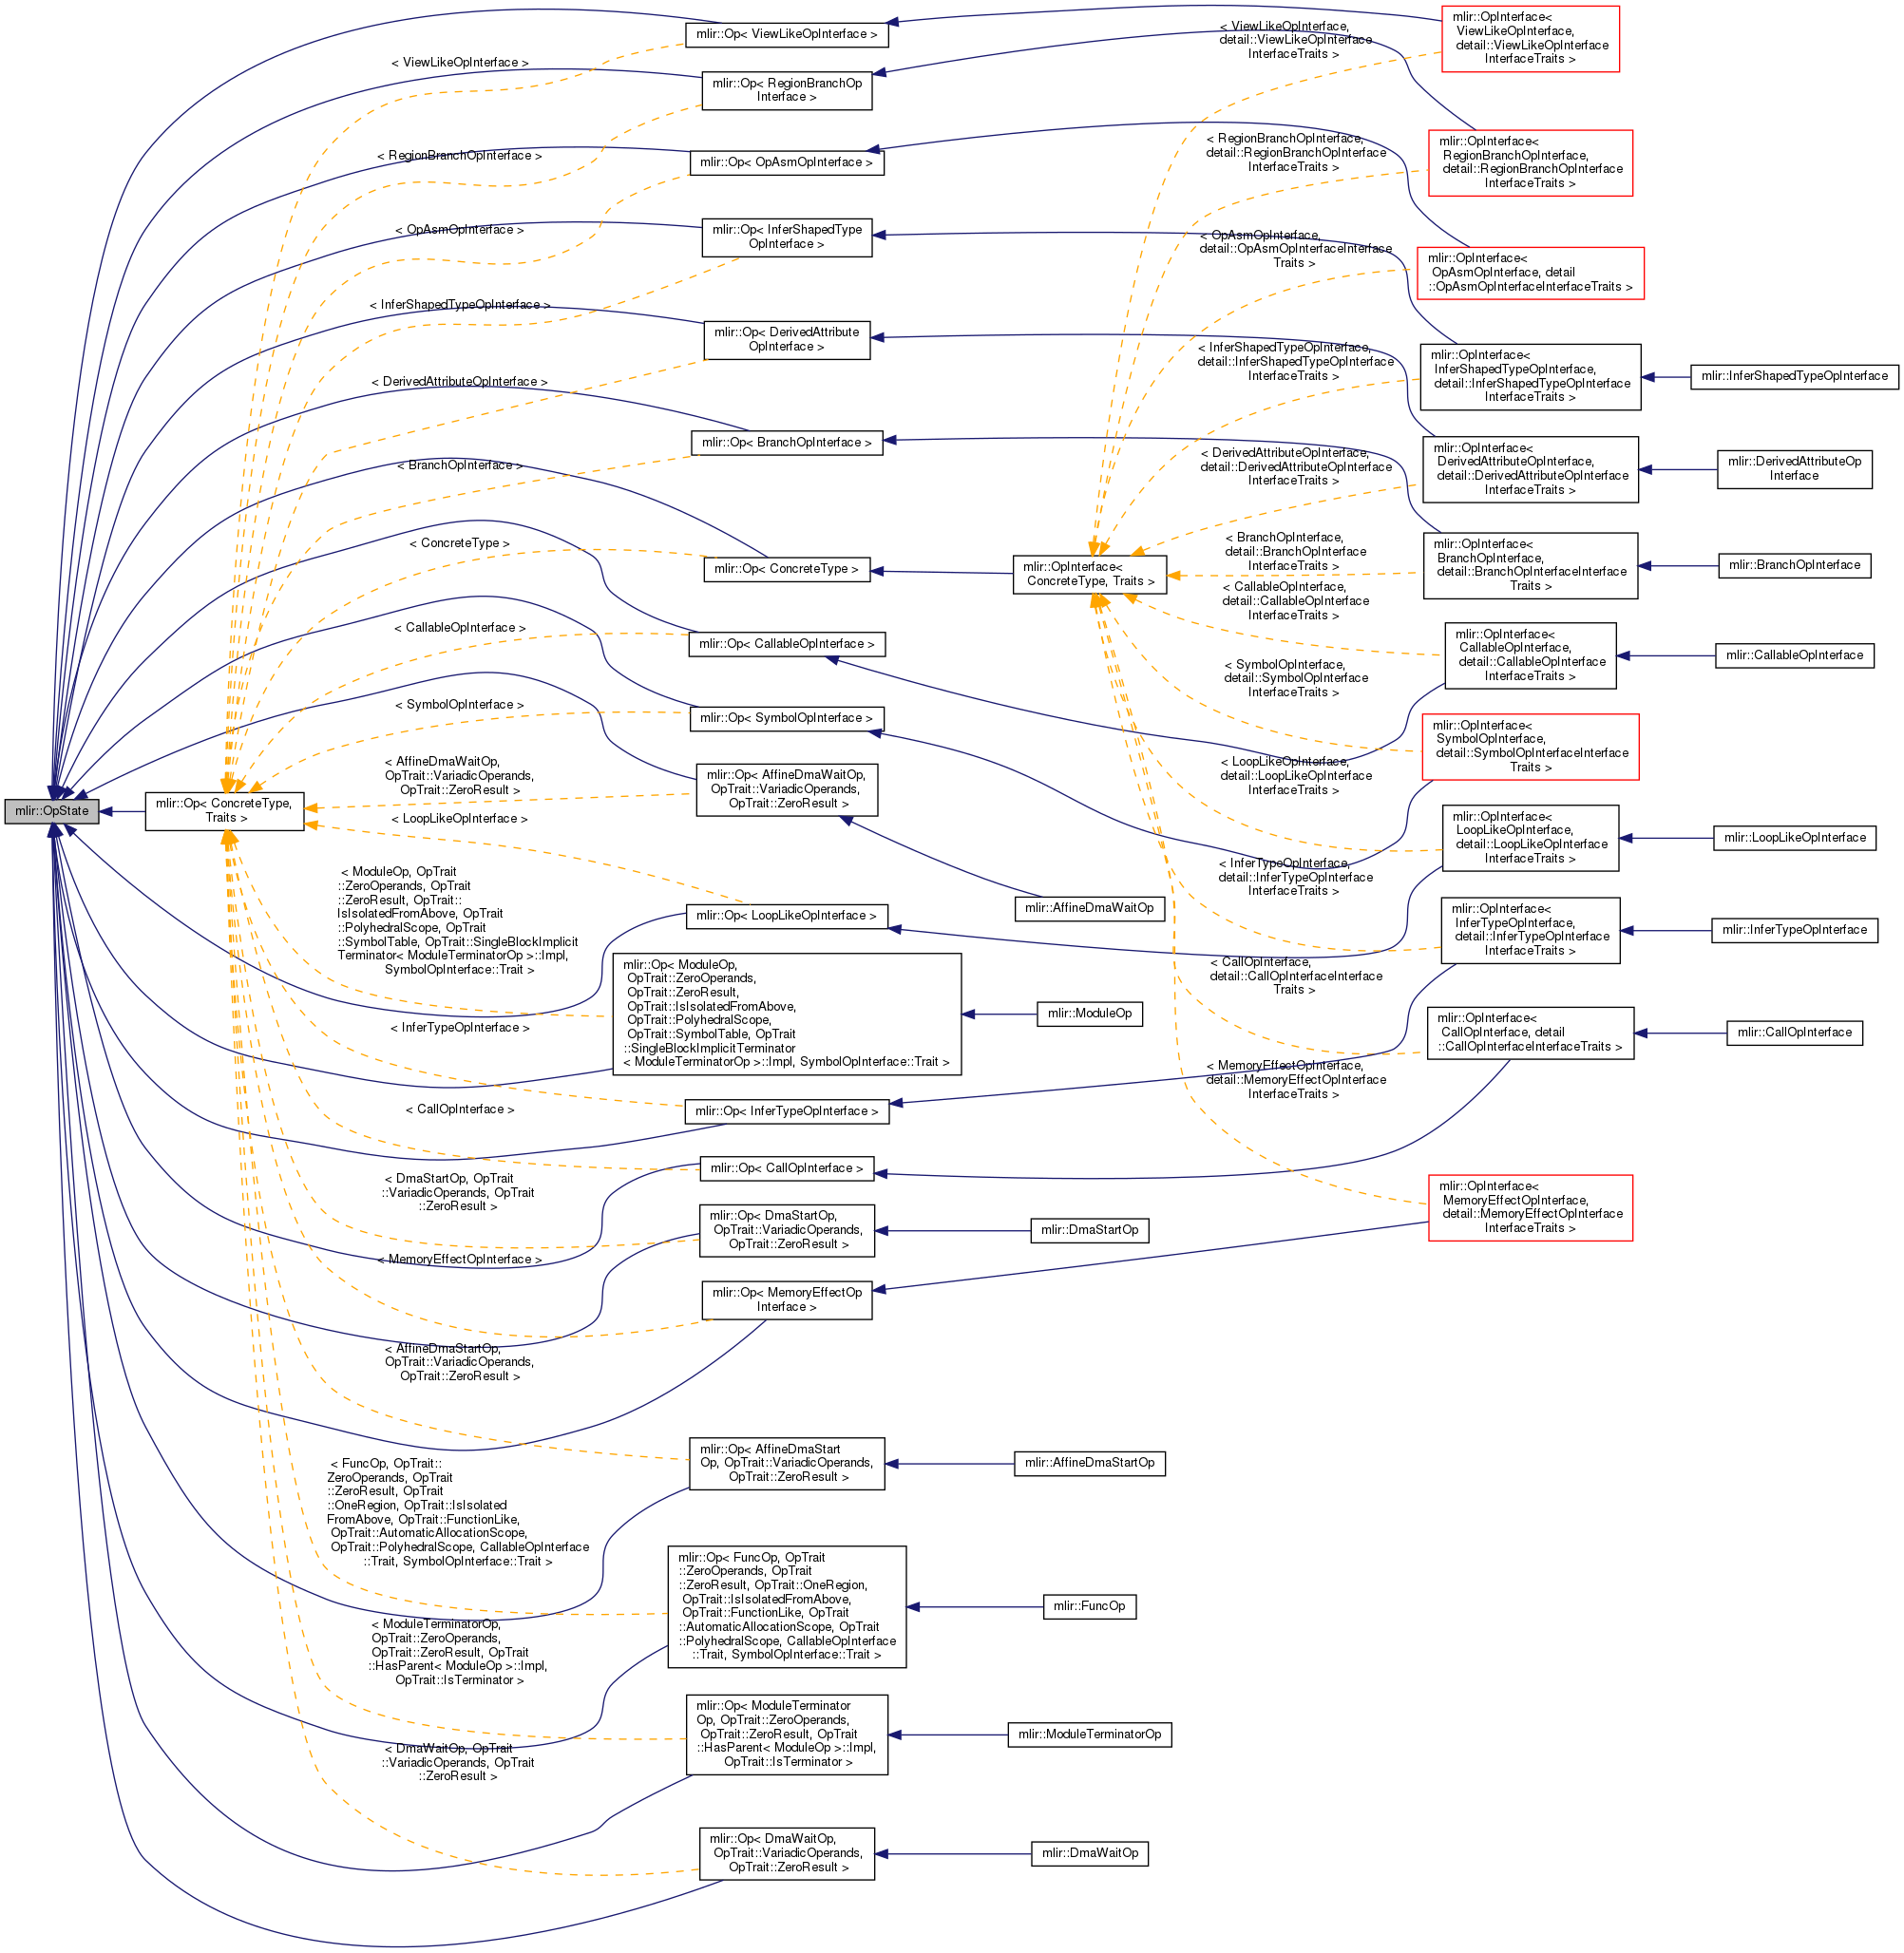 mlir::OpState
mlir::Op< ConcreteType,
Traits >
< ViewLikeOpInterface >
< RegionBranchOpInterface >
< OpAsmOpInterface >
< InferShapedTypeOpInterface >
< DerivedAttributeOpInterface >
< BranchOpInterface >
< ConcreteType >
< CallableOpInterface >
< SymbolOpInterface >
< AffineDmaWaitOp,
OpTrait::VariadicOperands,
OpTrait::ZeroResult >
< LoopLikeOpInterface >
< ModuleOp, OpTrait
::ZeroOperands, OpTrait
::ZeroResult, OpTrait::
IsIsolatedFromAbove, OpTrait
::PolyhedralScope, OpTrait
::SymbolTable, OpTrait::SingleBlockImplicit
Terminator< ModuleTerminatorOp >::Impl,
SymbolOpInterface::Trait >
< InferTypeOpInterface >
< CallOpInterface >
< DmaStartOp, OpTrait
::VariadicOperands, OpTrait
::ZeroResult >
< MemoryEffectOpInterface >
< AffineDmaStartOp,
OpTrait::VariadicOperands,
OpTrait::ZeroResult >
< FuncOp, OpTrait::
ZeroOperands, OpTrait
::ZeroResult, OpTrait
::OneRegion, OpTrait::IsIsolated
FromAbove, OpTrait::FunctionLike,
OpTrait::AutomaticAllocationScope,
OpTrait::PolyhedralScope, CallableOpInterface
::Trait, SymbolOpInterface::Trait >
< ModuleTerminatorOp,
OpTrait::ZeroOperands,
OpTrait::ZeroResult, OpTrait
::HasParent< ModuleOp >::Impl,
OpTrait::IsTerminator >
< DmaWaitOp, OpTrait
::VariadicOperands, OpTrait
::ZeroResult >
mlir::Op< ViewLikeOpInterface >
mlir::Op< RegionBranchOp
Interface >
mlir::Op< OpAsmOpInterface >
mlir::Op< InferShapedType
OpInterface >
mlir::Op< DerivedAttribute
OpInterface >
mlir::Op< BranchOpInterface >
mlir::Op< ConcreteType >
mlir::Op< CallableOpInterface >
mlir::Op< SymbolOpInterface >
mlir::Op< AffineDmaWaitOp,
OpTrait::VariadicOperands,
OpTrait::ZeroResult >
mlir::Op< LoopLikeOpInterface >
mlir::Op< ModuleOp,
OpTrait::ZeroOperands,
OpTrait::ZeroResult,
OpTrait::IsIsolatedFromAbove,
OpTrait::PolyhedralScope,
OpTrait::SymbolTable, OpTrait
::SingleBlockImplicitTerminator
< ModuleTerminatorOp >::Impl, SymbolOpInterface::Trait >
mlir::Op< InferTypeOpInterface >
mlir::Op< CallOpInterface >
mlir::Op< DmaStartOp,
OpTrait::VariadicOperands,
OpTrait::ZeroResult >
mlir::Op< MemoryEffectOp
Interface >
mlir::Op< AffineDmaStart
Op, OpTrait::VariadicOperands,
OpTrait::ZeroResult >
mlir::Op< FuncOp, OpTrait
::ZeroOperands, OpTrait
::ZeroResult, OpTrait::OneRegion,
OpTrait::IsIsolatedFromAbove,
OpTrait::FunctionLike, OpTrait
::AutomaticAllocationScope, OpTrait
::PolyhedralScope, CallableOpInterface
::Trait, SymbolOpInterface::Trait >
mlir::Op< ModuleTerminator
Op, OpTrait::ZeroOperands,
OpTrait::ZeroResult, OpTrait
::HasParent< ModuleOp >::Impl,
OpTrait::IsTerminator >
mlir::Op< DmaWaitOp,
OpTrait::VariadicOperands,
OpTrait::ZeroResult >
mlir::OpInterface<
ConcreteType, Traits >
mlir::AffineDmaWaitOp
mlir::ModuleOp
mlir::DmaStartOp
mlir::AffineDmaStartOp
mlir::FuncOp
mlir::ModuleTerminatorOp
mlir::DmaWaitOp
< ViewLikeOpInterface,
detail::ViewLikeOpInterface
InterfaceTraits >
< RegionBranchOpInterface,
detail::RegionBranchOpInterface
InterfaceTraits >
< OpAsmOpInterface,
detail::OpAsmOpInterfaceInterface
Traits >
< InferShapedTypeOpInterface,
detail::InferShapedTypeOpInterface
InterfaceTraits >
< DerivedAttributeOpInterface,
detail::DerivedAttributeOpInterface
InterfaceTraits >
< BranchOpInterface,
detail::BranchOpInterface
InterfaceTraits >
< CallableOpInterface,
detail::CallableOpInterface
InterfaceTraits >
< SymbolOpInterface,
detail::SymbolOpInterface
InterfaceTraits >
< LoopLikeOpInterface,
detail::LoopLikeOpInterface
InterfaceTraits >
< InferTypeOpInterface,
detail::InferTypeOpInterface
InterfaceTraits >
< CallOpInterface,
detail::CallOpInterfaceInterface
Traits >
< MemoryEffectOpInterface,
detail::MemoryEffectOpInterface
InterfaceTraits >
mlir::OpInterface<
ViewLikeOpInterface,
detail::ViewLikeOpInterface
InterfaceTraits >
mlir::OpInterface<
RegionBranchOpInterface,
detail::RegionBranchOpInterface
InterfaceTraits >
mlir::OpInterface<
OpAsmOpInterface, detail
::OpAsmOpInterfaceInterfaceTraits >
mlir::OpInterface<
InferShapedTypeOpInterface,
detail::InferShapedTypeOpInterface
InterfaceTraits >
mlir::OpInterface<
DerivedAttributeOpInterface,
detail::DerivedAttributeOpInterface
InterfaceTraits >
mlir::OpInterface<
BranchOpInterface,
detail::BranchOpInterfaceInterface
Traits >
mlir::OpInterface<
CallableOpInterface,
detail::CallableOpInterface
InterfaceTraits >
mlir::OpInterface<
SymbolOpInterface,
detail::SymbolOpInterfaceInterface
Traits >
mlir::OpInterface<
LoopLikeOpInterface,
detail::LoopLikeOpInterface
InterfaceTraits >
mlir::OpInterface<
InferTypeOpInterface,
detail::InferTypeOpInterface
InterfaceTraits >
mlir::OpInterface<
CallOpInterface, detail
::CallOpInterfaceInterfaceTraits >
mlir::OpInterface<
MemoryEffectOpInterface,
detail::MemoryEffectOpInterface
InterfaceTraits >
mlir::InferShapedTypeOpInterface
mlir::DerivedAttributeOp
Interface
mlir::BranchOpInterface
mlir::CallableOpInterface
mlir::LoopLikeOpInterface
mlir::InferTypeOpInterface
mlir::CallOpInterface